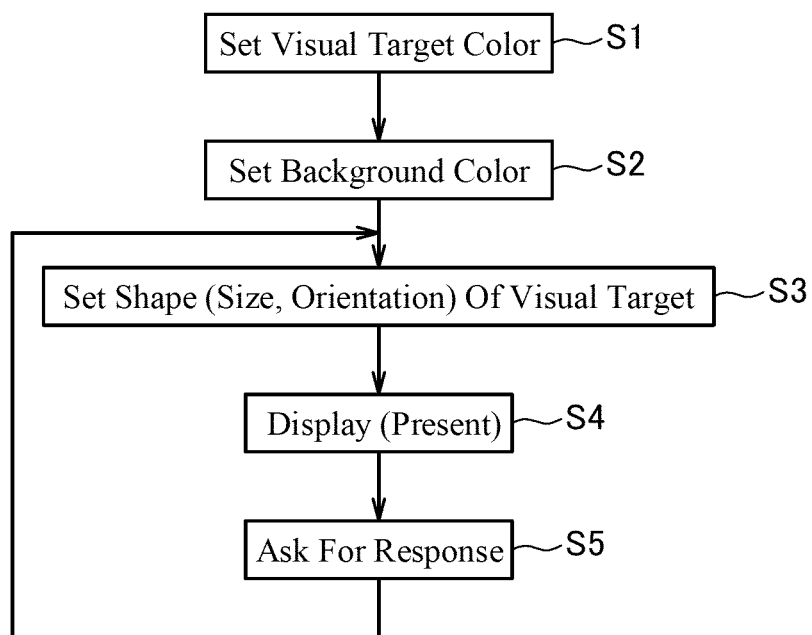 Set Visual Target Color S1
Set Background Color S2
Set Shape (Size, Orientation) Of Visual Target S3
Display (Present) S4
Ask For Response S5